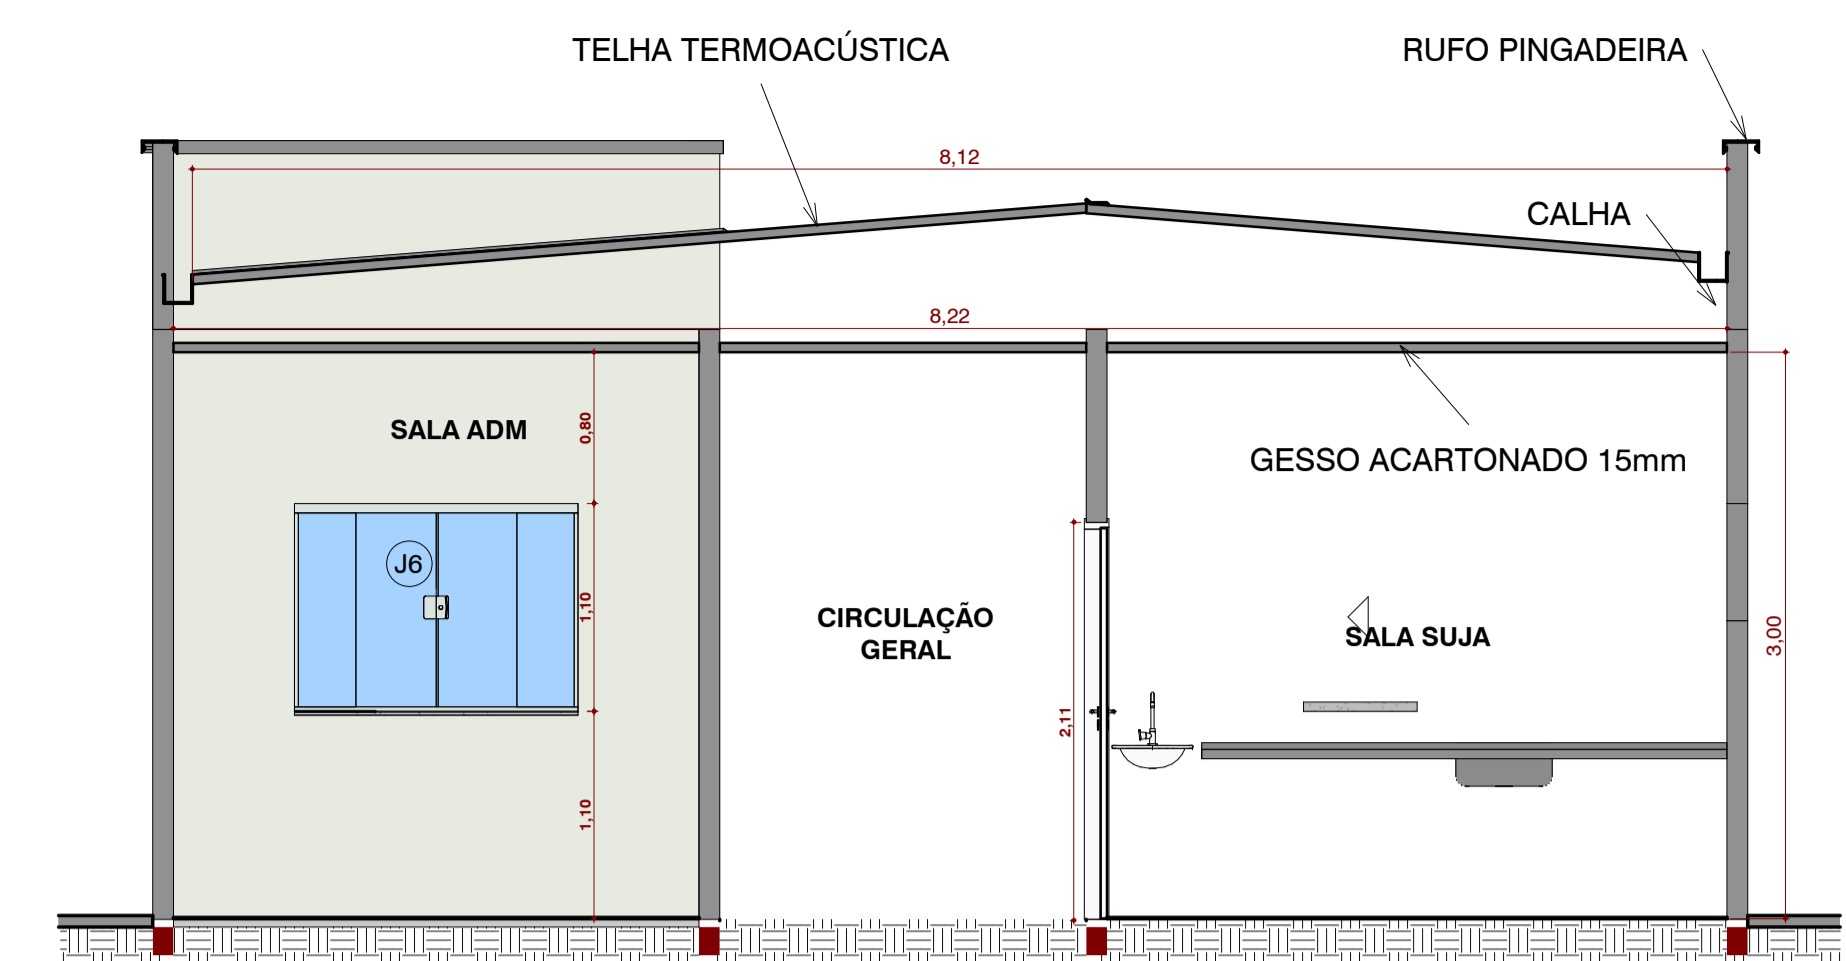 TELHA TERMOACÚSTICA
RUFO PINGADEIRA
8,12
CALHA
8,22
SALA ADM
0,80
GESSO ACARTONADO 15mm
J6
1,10
CIRCULAÇÃO
GERAL
SALA SUJA
3,00
2,11
1,10